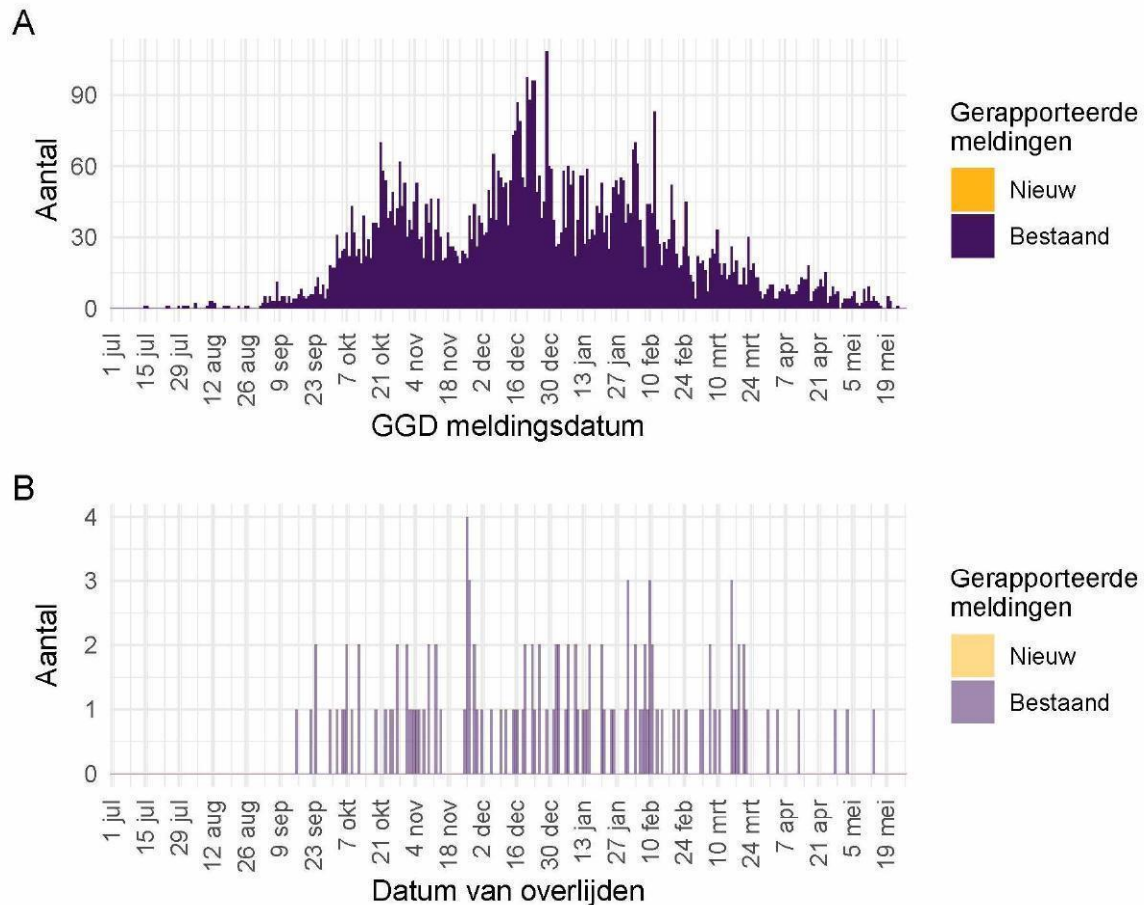 A
Aantal
90
60
30
0
1 jul
15 jul
29 jul
12 aug
26 aug
9 sep
23 sep
7 okt
21 okt
4 nov
18 nov
2 dec
16 dec
30 dec
13 jan
27 jan
10 feb
24 feb
10 mrt
24 mrt
7 apr
21 apr
5 mei
19 mei
GGD meldingsdatum
Gerapporteerde
meldingen
Nieuw
Bestaand
B
Aantal
4
3
2
1
0
1 jul
15 jul
29 jul
12 aug
26 aug
9 sep
23 sep
7 okt
21 okt
4 nov
18 nov
2 dec
16 dec
30 dec
13 jan
27 jan
10 feb
24 feb
10 mrt
24 mrt
7 apr
21 apr
5 mei
19 mei
Datum van overlijden
Gerapporteerde
meldingen
Nieuw
Bestaand